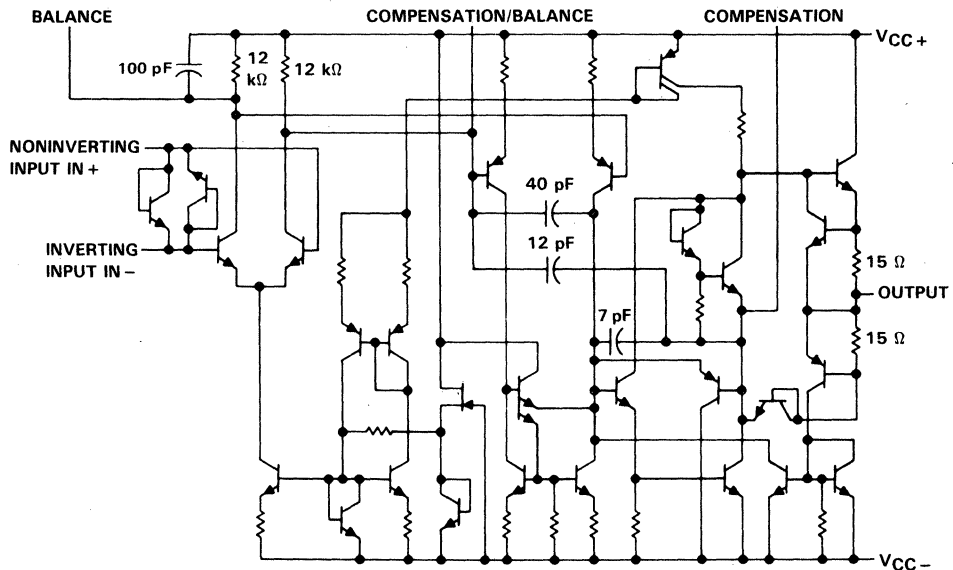 BALANCE
COMPENSATION/BALANCE
COMPENSATION
VCC+
100 pF
12
kΩ
12 kΩ
NONINVERTING
INPUT IN +
40 pF
INVERTING
INPUT IN−
12 pF
15 Ω
OUTPUT
7 pF
15 Ω
VCC−